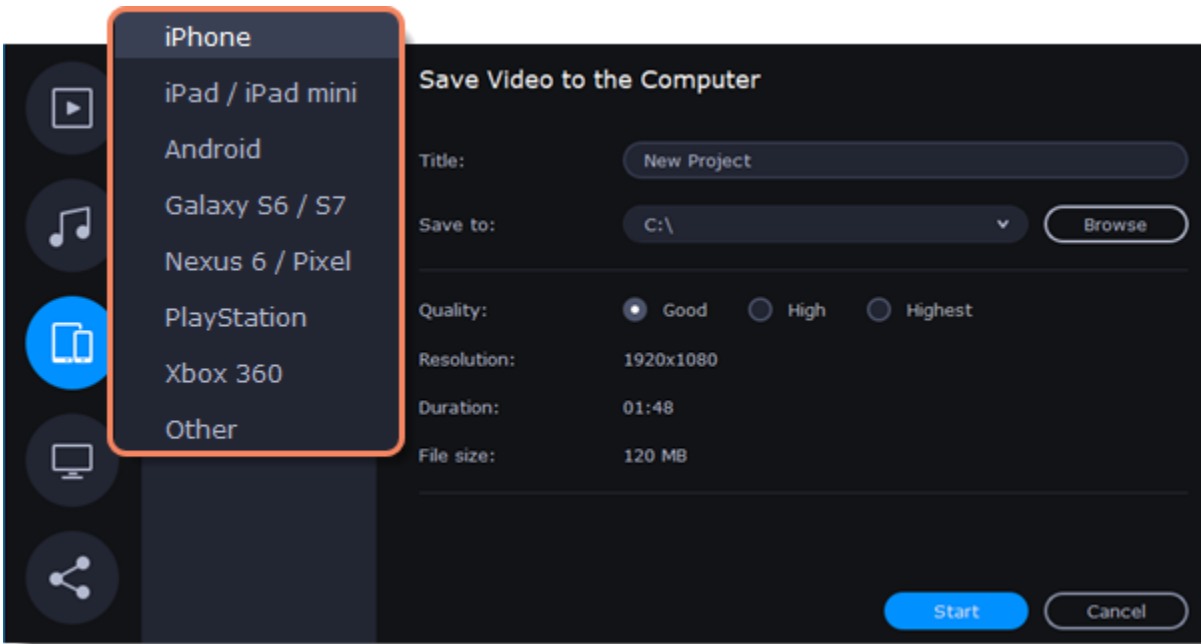 iPhone
iPad / iPad mini
Android
Galaxy S6 / S7
Nexus 6 / Pixel
PlayStation
Xbox 360
Other
Save Video to the Computer
Title: New Project
Save to: C:\ Browse
Quality: Good High Highest
Resolution: 1920x1080
Duration: 01:48
File size: 120 MB
Start Cancel